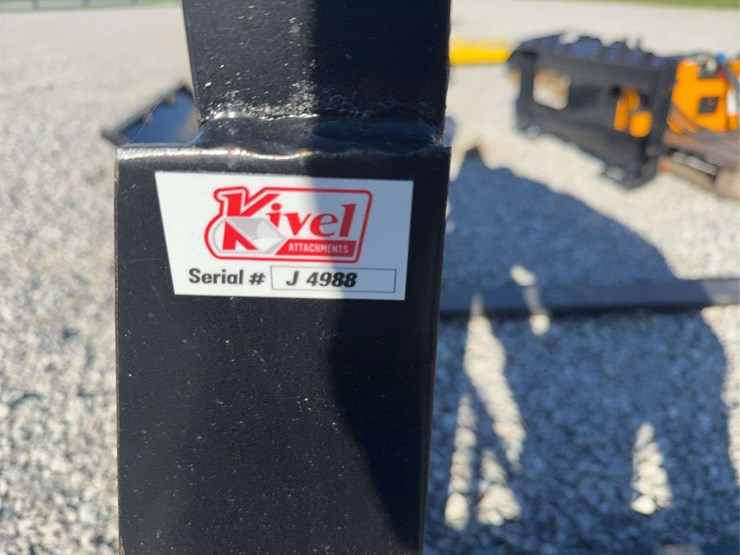 Kivel
ATTACHMENTS
Serial # J 4988